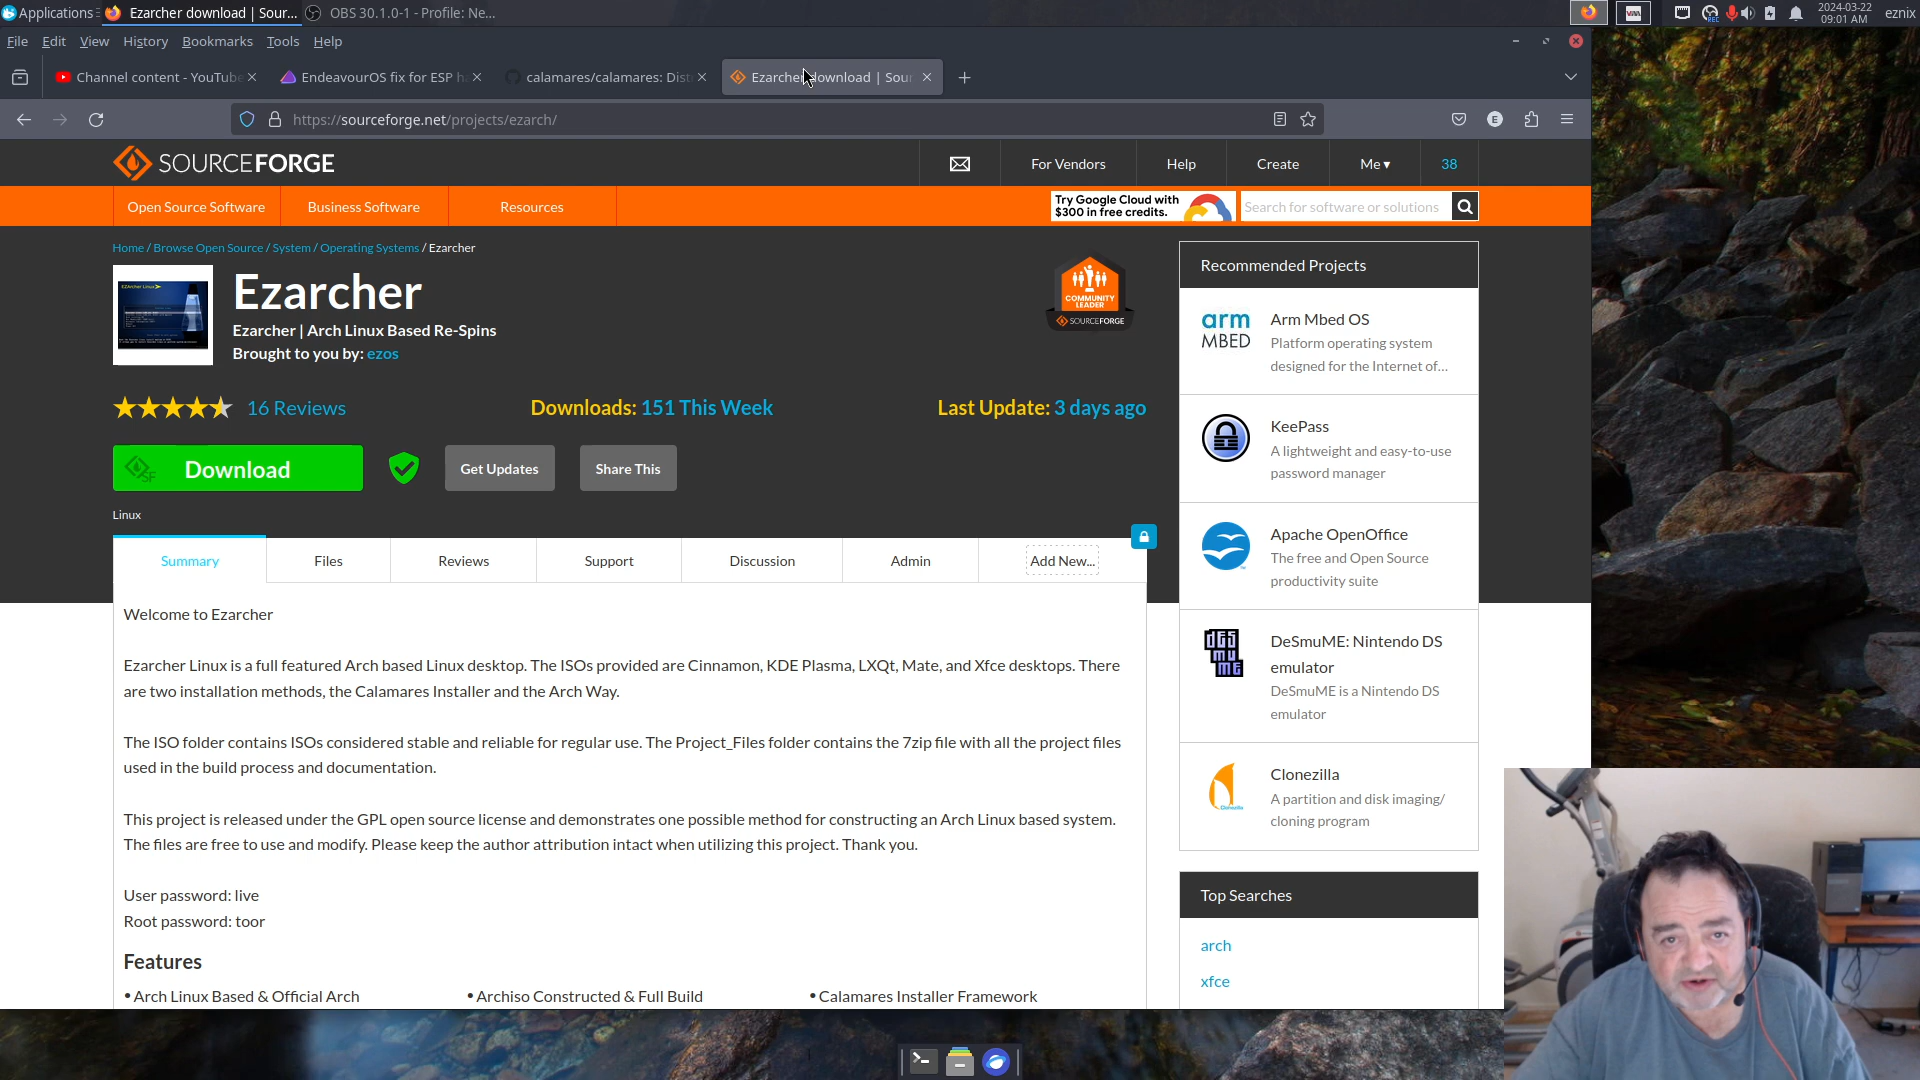 Applications
Ezarcher download | Sour...
OBS 30.1.0-1 - Profile: Ne...
2024-03-22
09:01 AM
eznix
File Edit View History Bookmarks Tools Help
Channel content - YouTube
EndeavourOS fix for ESP h
calamares/calamares: Dist
Ezarcher download | Sour
https://sourceforge.net/projects/ezarch/
E
SOURCEFORGE
For Vendors
Help
Create
Me ▾
38
Open Source Software
Business Software
Resources
Try Google Cloud with
$300 in free credits.
Search for software or solutions
Home / Browse Open Source / System / Operating Systems / Ezarcher
Ezarcher
Ezarcher | Arch Linux Based Re-Spins
Brought to you by: ezos
COMMUNITY
LEADER
SOURCEFORGE
16 Reviews
Downloads: 151 This Week
Last Update: 3 days ago
Download
Get Updates
Share This
Linux
Summary
Files
Reviews
Support
Discussion
Admin
Add New...
Welcome to Ezarcher
Ezarcher Linux is a full featured Arch based Linux desktop. The ISOs provided are Cinnamon, KDE Plasma, LXQt, Mate, and Xfce desktops. There
are two installation methods, the Calamares Installer and the Arch Way.
The ISO folder contains ISOs considered stable and reliable for regular use. The Project_Files folder contains the 7zip file with all the project files
used in the build process and documentation.
This project is released under the GPL open source license and demonstrates one possible method for constructing an Arch Linux based system.
The files are free to use and modify. Please keep the author attribution intact when utilizing this project. Thank you.
User password: live
Root password: toor
Features
• Arch Linux Based & Official Arch
• Archiso Constructed & Full Build
• Calamares Installer Framework
Recommended Projects
arm
MBED
Arm Mbed OS
Platform operating system
designed for the Internet of...
KeePass
A lightweight and easy-to-use
password manager
Apache OpenOffice
The free and Open Source
productivity suite
DeSmuME: Nintendo DS
emulator
DeSmuME is a Nintendo DS
emulator
Clonezilla
A partition and disk imaging/
cloning program
Top Searches
arch
xfce